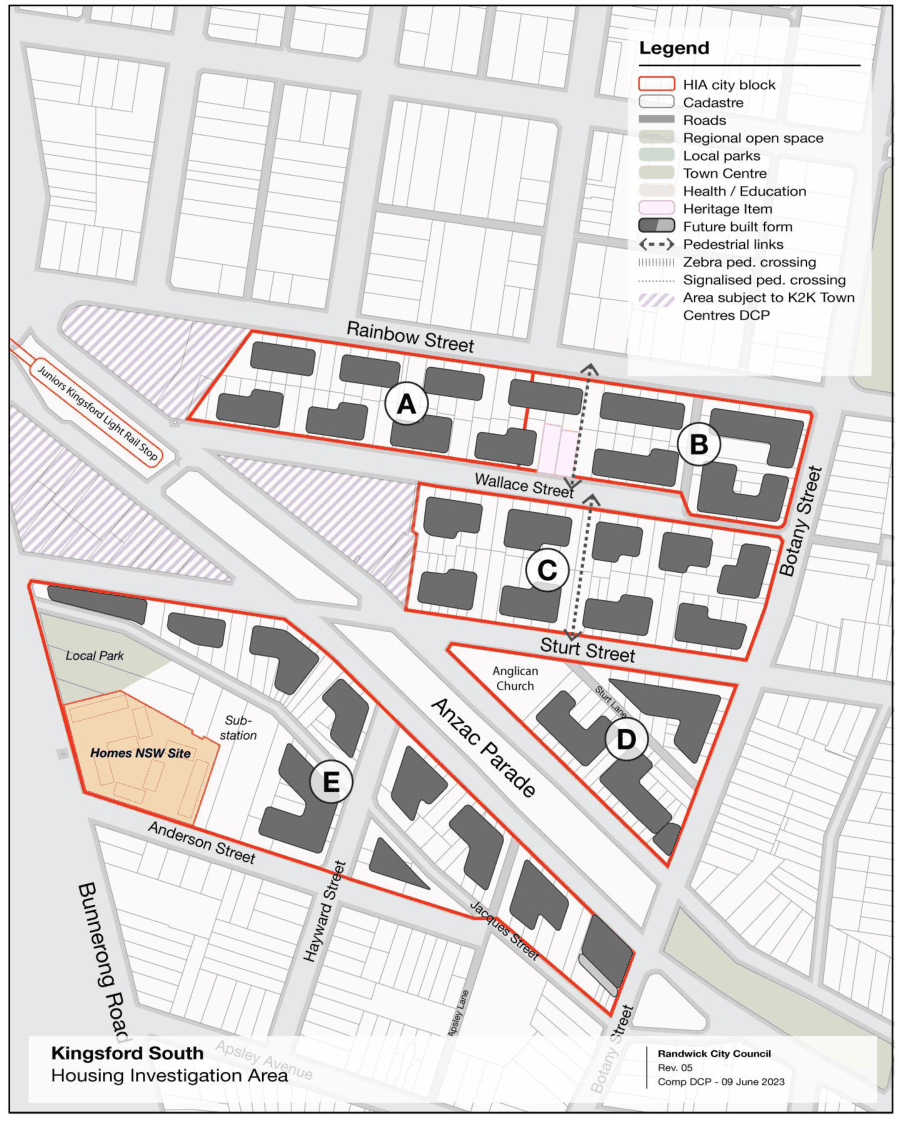 Legend
HIA city block
Cadastre
Roads
Regional open space
Local parks
Town Centre
Health / Education
Heritage Item
Future built form
Pedestrial links
Zebra ped. crossing
Signalised ped. crossing
Area subject to K2K Town
Centres DCP
Rainbow Street
Juniors Kingsford Light Rail Stop
A
B
Wallace Street
Botany Street
C
Sturt Street
Local Park
Anglican
Church
Sturt Lane
Sub-
station
Anzac Parade
D
Homes NSW Site
E
Anderson Street
Hayward Street
Bunnerong Road
Jacques Street
Apsley Lane
Botany Street
Apsley Avenue
Kingsford South
Housing Investigation Area
Randwick City Council
Rev. 05
Comp DCP - 09 June 2023